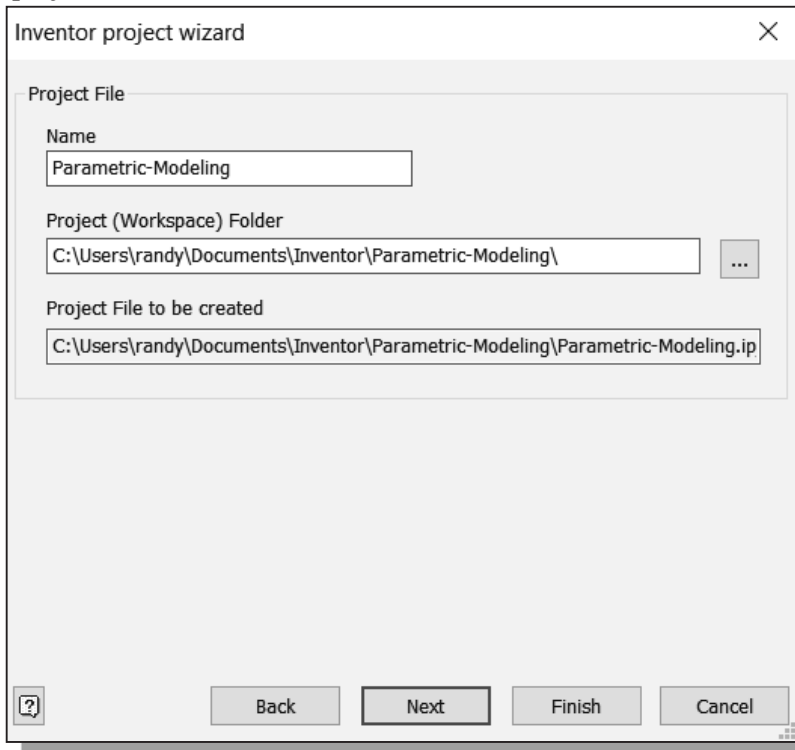 Inventor project wizard
Project File
Name
Parametric-Modeling
Project (Workspace) Folder
C:\Users\randy\Documents\Inventor\Parametric-Modeling\
...
Project File to be created
C:\Users\randy\Documents\Inventor\Parametric-Modeling\Parametric-Modeling.ip
Back Next Finish Cancel